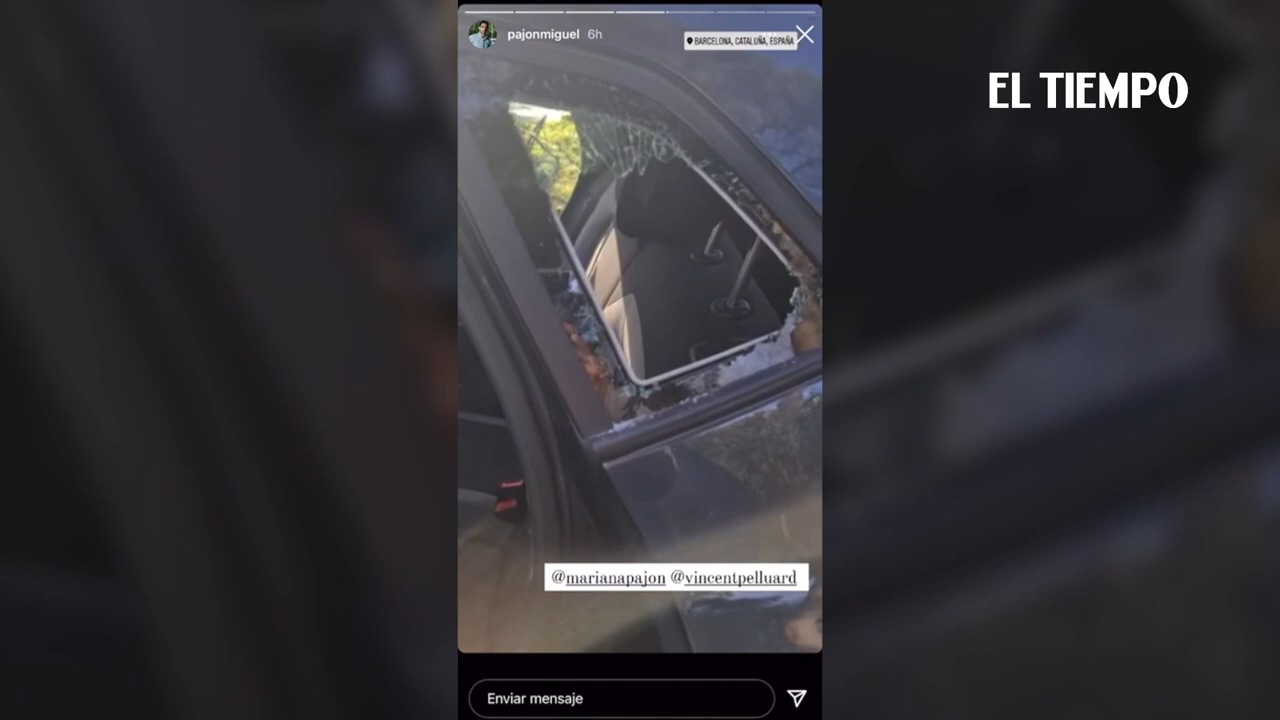 pajonmiguel 6h
BARCELONA, CATALUÑA, ESPAÑA
EL TIEMPO
@marianapajon @vincentpelluard
Enviar mensaje